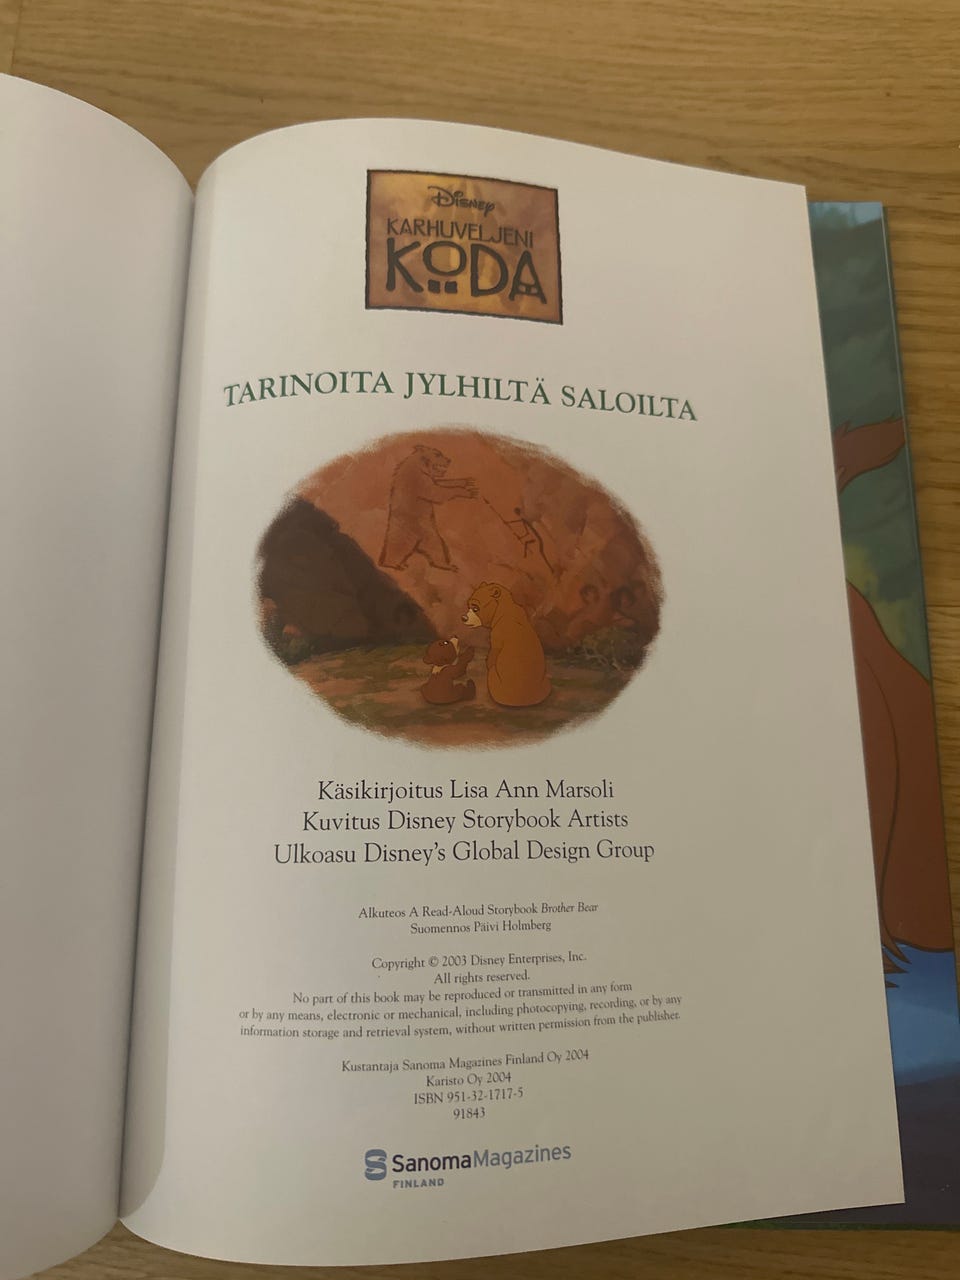 Disney
KARHUVELJENI
KODA
TARINOITA JYLHILTÄ SALOILTA
Käsikirjoitus Lisa Ann Marsoli
Kuvitus Disney Storybook Artists
Ulkoasu Disney's Global Design Group
Alkuteos A Read-Aloud Storybook Brother Bear
Suomennos Päivi Holmberg
Copyright © 2003 Disney Enterprises, Inc.
All rights reserved.
No part of this book may be reproduced or transmitted in any form
or by any means, electronic or mechanical, including photocopying, recording, or by any
information storage and retrieval system, without written permission from the publisher.
Kustantaja Sanoma Magazines Finland Oy 2004
Karisto Oy 2004
ISBN 951-32-1717-5
91843
SanomaMagazines
FINLAND